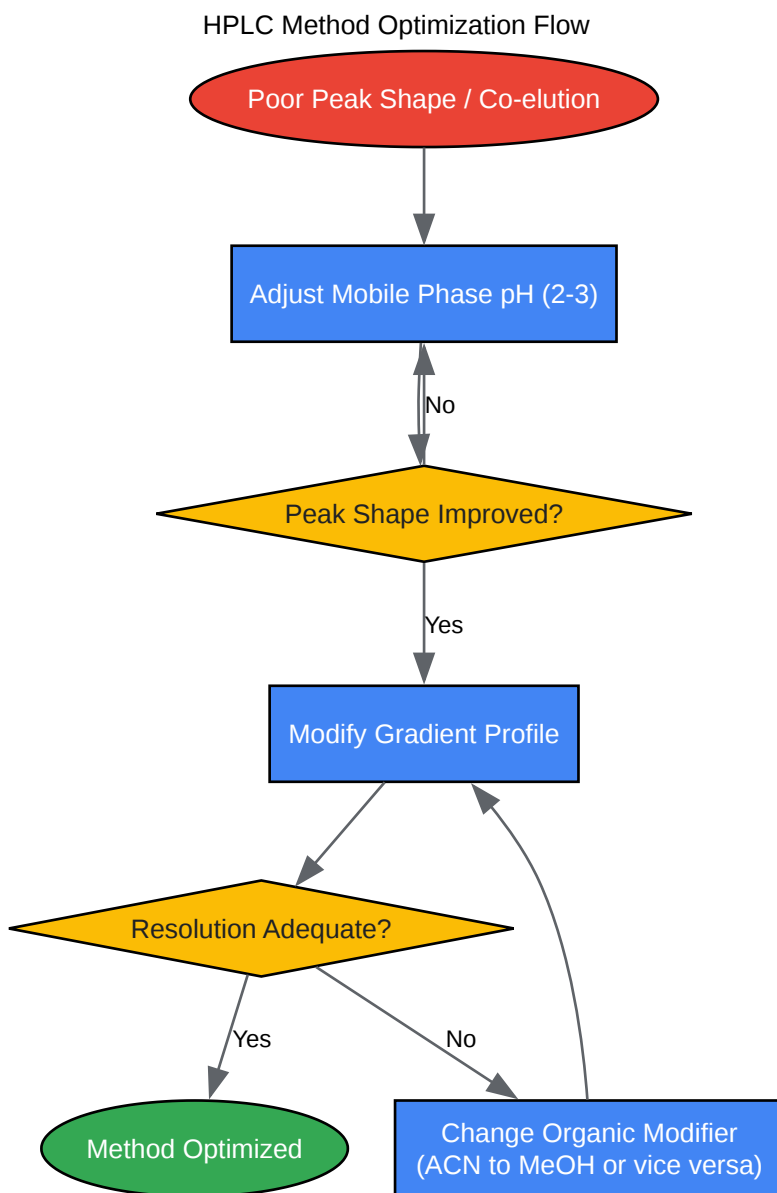 HPLC Method Optimization Flow
Poor Peak Shape / Co-elution
Adjust Mobile Phase pH (2-3)
No
Peak Shape Improved?
Yes
Modify Gradient Profile
Resolution Adequate?
Yes
No
Method Optimized
Change Organic Modifier
(ACN to MeOH or vice versa)